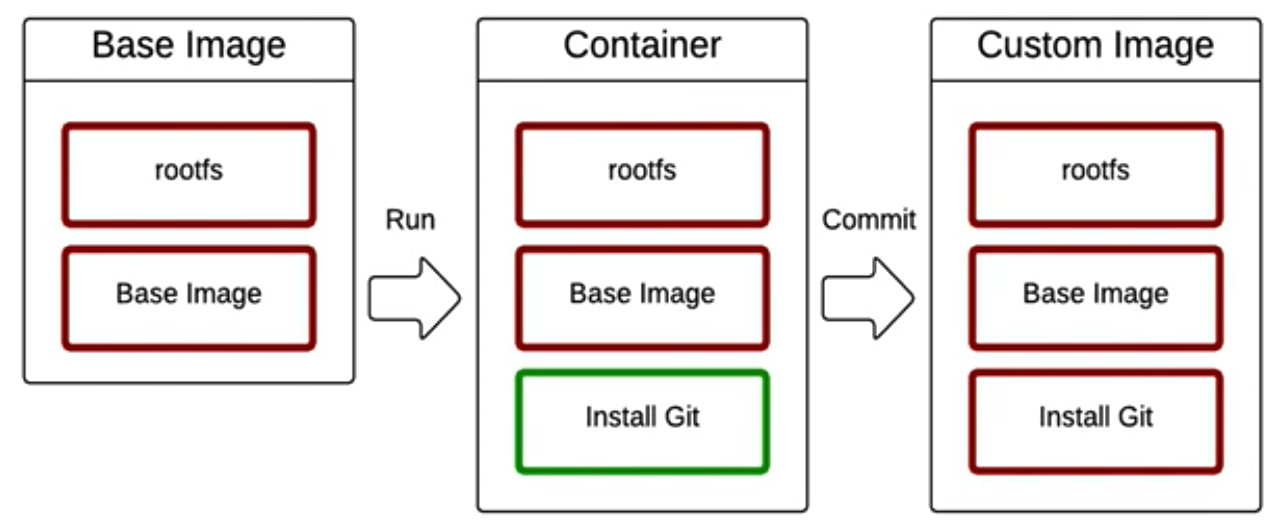 Base Image
rootfs
Base Image
Run
Container
rootfs
Base Image
Install Git
Commit
Custom Image
rootfs
Base Image
Install Git